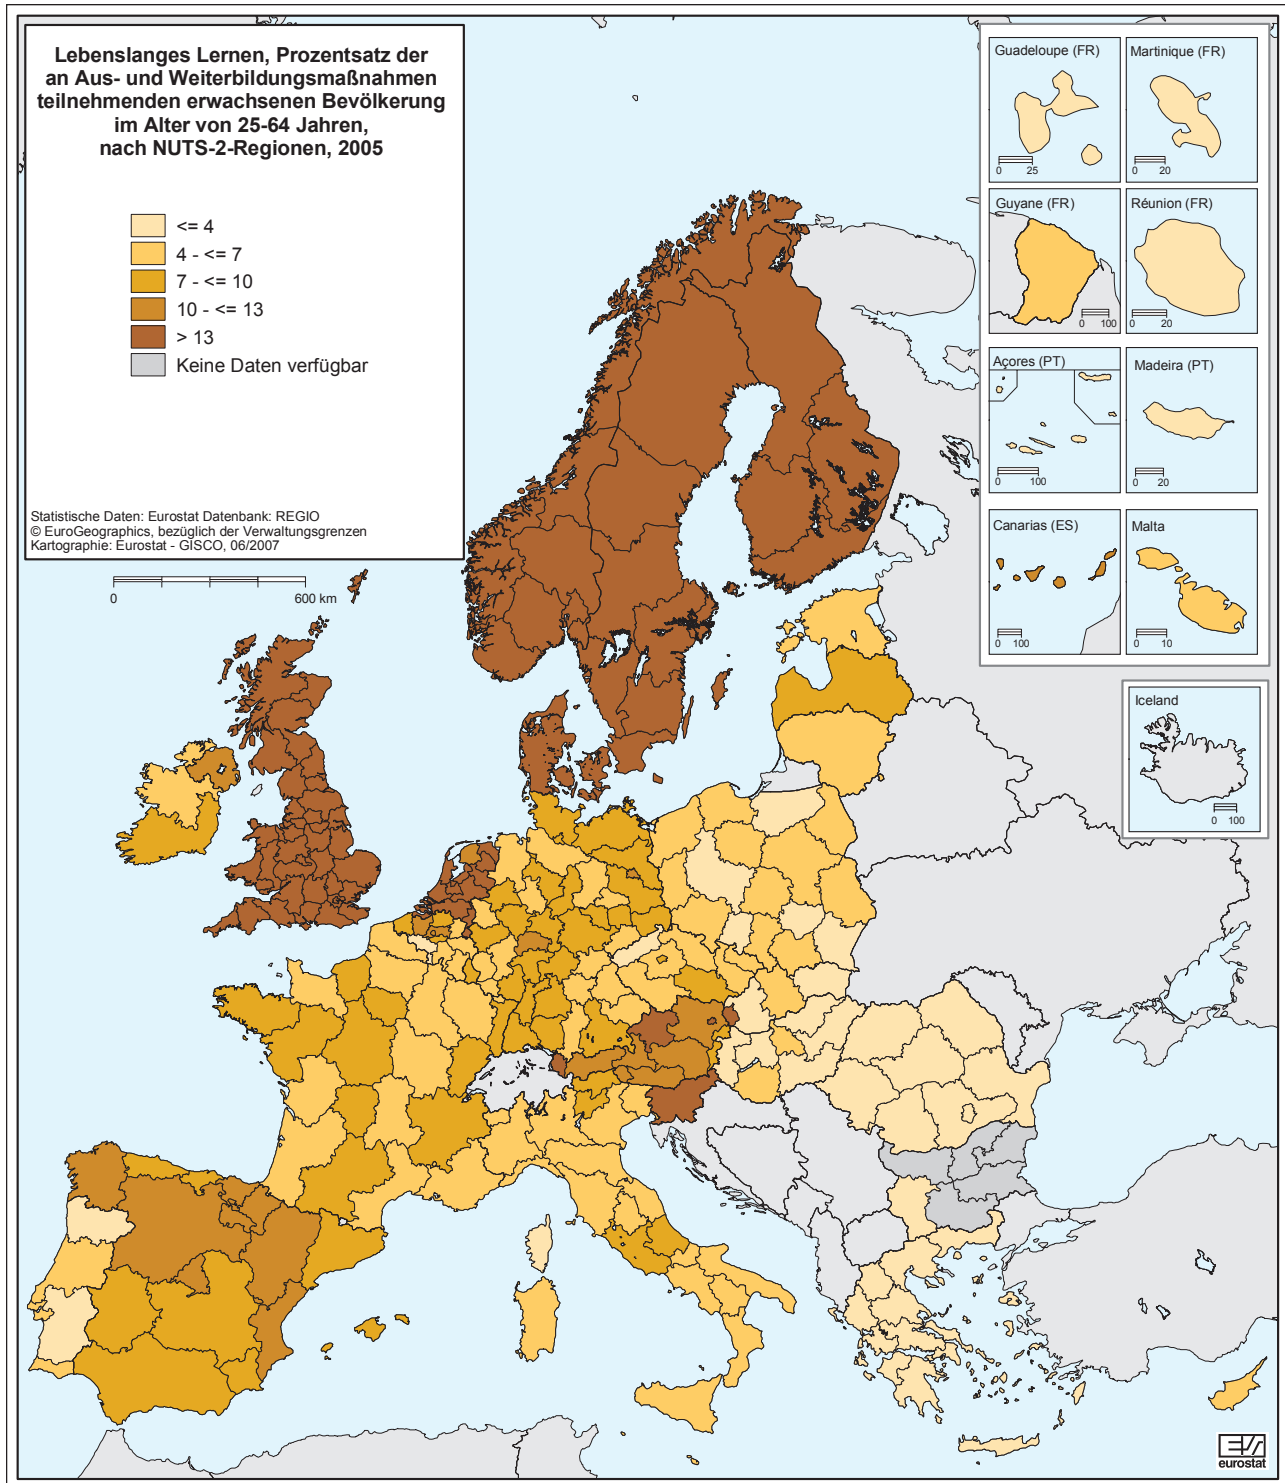 Lebenslanges Lernen, Prozentsatz der
an Aus- und Weiterbildungsmaßnahmen
teilnehmenden erwachsenen Bevölkerung
im Alter von 25-64 Jahren,
nach NUTS-2-Regionen, 2005
<= 4
4 - <= 7
7 - <= 10
10 - <= 13
> 13
Keine Daten verfügbar
Statistische Daten: Eurostat Datenbank: REGIO
© EuroGeographics, bezüglich der Verwaltungsgrenzen
Kartographie: Eurostat - GISCO, 06/2007
0 600 km
Guadeloupe (FR)
0 25
Martinique (FR)
0 20
Guyane (FR)
0 100
Réunion (FR)
0 20
Açores (PT)
0 100
Madeira (PT)
0 20
Canarias (ES)
0 100
Malta
0 10
Iceland
0 100
eurostat